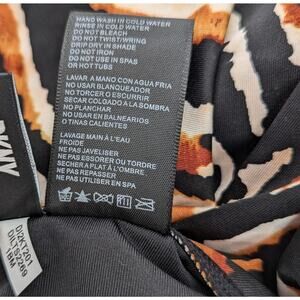 HAND WASH IN COLD WATER
RINSE IN COLD WATER
DO NOT BLEACH
DO NOT TWIST/WRING
DRIP DRY IN SHADE
DO NOT IRON
DO NOT USE IN SPAS
OR HOT TUBS
LAVAR A MANO CON AGUA FRIA
NO USAR BLANQUEADOR
NO TORCER O ESCURRIR
SECAR COLGADO A LA SOMBRA
NO PLANCHAR
NO USAR EN BALNEARIOS
O TINAS CALIENTES
LAVAGE MAIN À L'EAU
FROIDE
NE PAS JAVELISER
NE PAS ESSORER OU TORDRE
SECHER A PLAT A L'OMBRE
NE PAS REPASSER
NE PAS UTILISER EN SPA
DKNY
DI2K1201
DILTS2269
18M